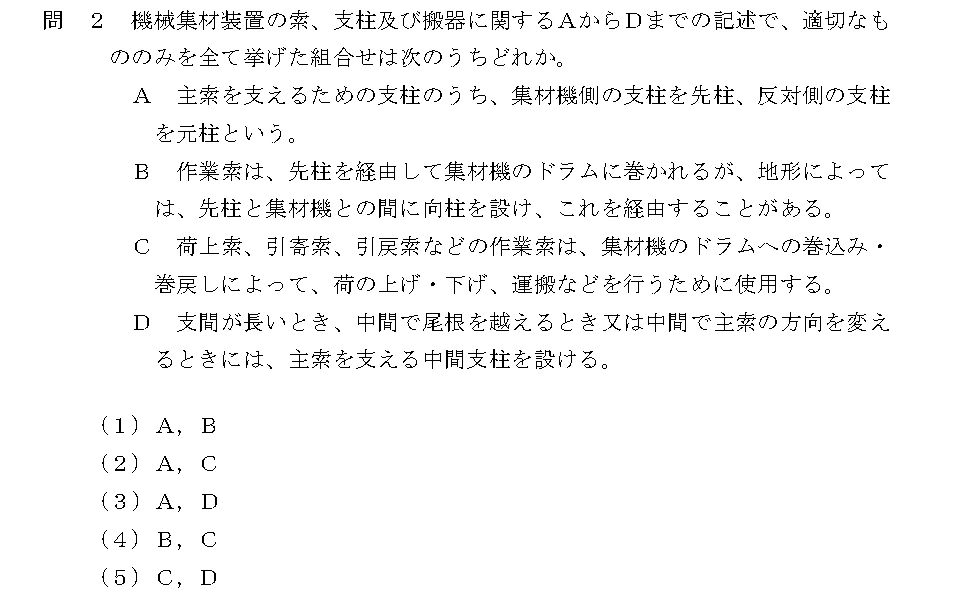 問　２　機械集材装置の索、支柱及び搬器に関するＡからＤまでの記述で、適切なも
ののみを全て挙げた組合せは次のうちどれか。
Ａ　主索を支えるための支柱のうち、集材機側の支柱を先柱、反対側の支柱
を元柱という。
Ｂ　作業索は、先柱を経由して集材機のドラムに巻かれるが、地形によって
は、先柱と集材機との間に向柱を設け、これを経由することがある。
Ｃ　荷上索、引寄索、引戻索などの作業索は、集材機のドラムへの巻込み・
巻戻しによって、荷の上げ・下げ、運搬などを行うために使用する。
Ｄ　支間が長いとき、中間で尾根を越えるとき又は中間で主索の方向を変え
るときには、主索を支える中間支柱を設ける。
（１）Ａ，Ｂ
（２）Ａ，Ｃ
（３）Ａ，Ｄ
（４）Ｂ，Ｃ
（５）Ｃ，Ｄ